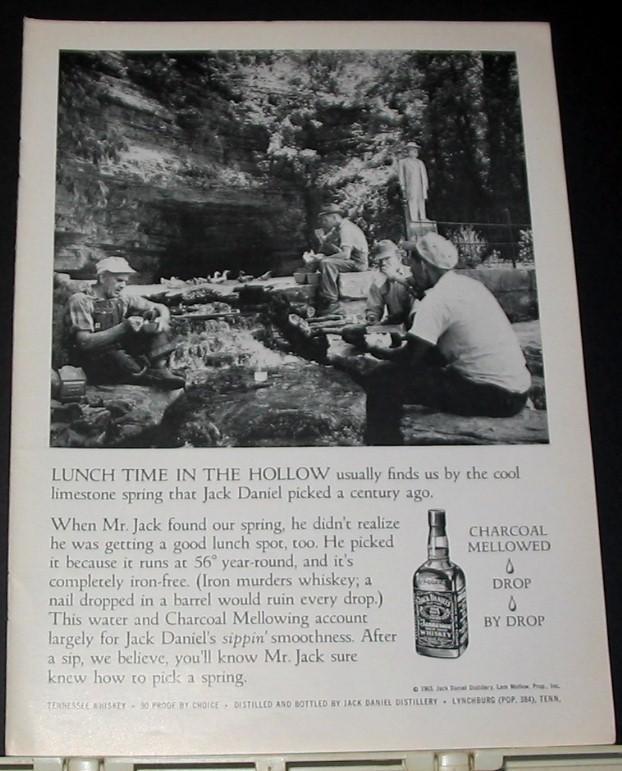 LUNCH TIME IN THE HOLLOW usually finds us by the cool
limestone spring that Jack Daniel picked a century ago.
When Mr. Jack found our spring, he didn't realize
he was getting a good lunch spot, too. He picked
it because it runs at 56° year-round, and it's
completely iron-free. (Iron murders whiskey; a
nail dropped in a barrel would ruin every drop.)
This water and Charcoal Mellowing account
largely for Jack Daniel's sippin' smoothness. After
a sip, we believe, you'll know Mr. Jack sure
knew how to pick a spring.
CHARCOAL
MELLOWED
DROP
BY DROP
JACK DANIEL'S
Tennessee
WHISKEY
© 1965, Jack Daniel Distillery, Lem Motlow, Prop., Inc.
TENNESSEE WHISKEY • 90 PROOF BY CHOICE • DISTILLED AND BOTTLED BY JACK DANIEL DISTILLERY • LYNCHBURG (POP. 384), TENN.